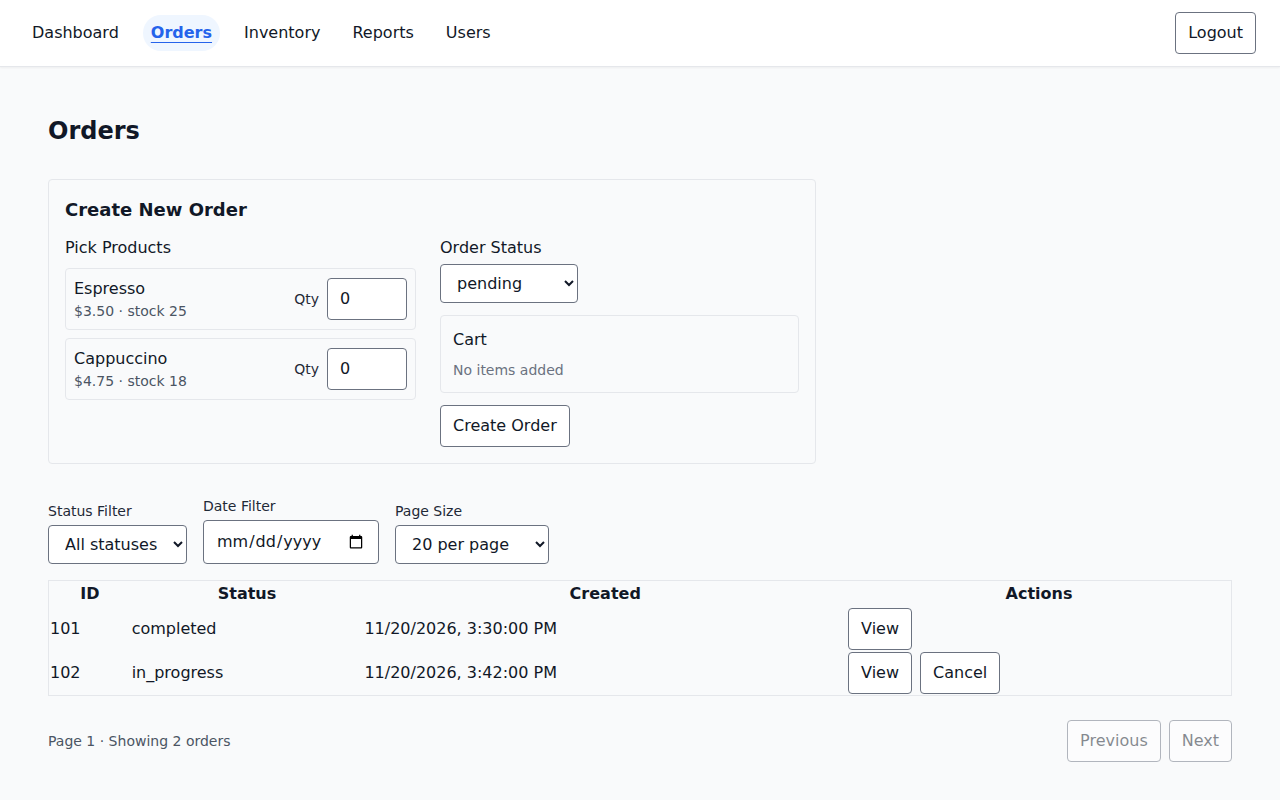 Dashboard Orders Inventory Reports Users Logout
Orders
Create New Order
Pick Products
Espresso
$3.50 · stock 25
Qty 0
Cappuccino
$4.75 · stock 18
Qty 0
Order Status
pending
Cart
No items added
Create Order
Status Filter
All statuses
Date Filter
mm/dd/yyyy
Page Size
20 per page
ID Status Created Actions
101 completed 11/20/2026, 3:30:00 PM View
102 in_progress 11/20/2026, 3:42:00 PM View Cancel
Page 1 · Showing 2 orders Previous Next